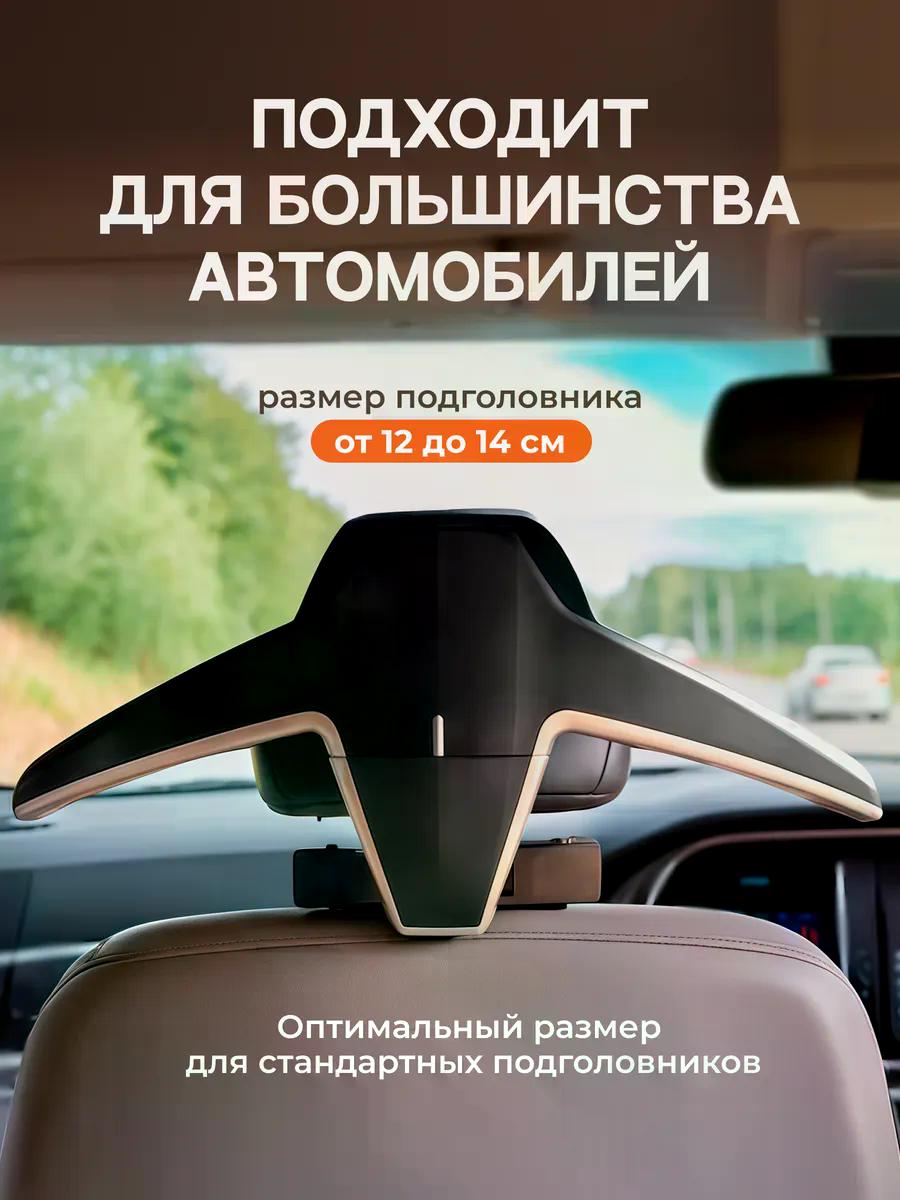 ПОДХОДИТ
ДЛЯ БОЛЬШИНСТВА
АВТОМОБИЛЕЙ
размер подголовника
от 12 до 14 см
Оптимальный размер
для стандартных подголовников